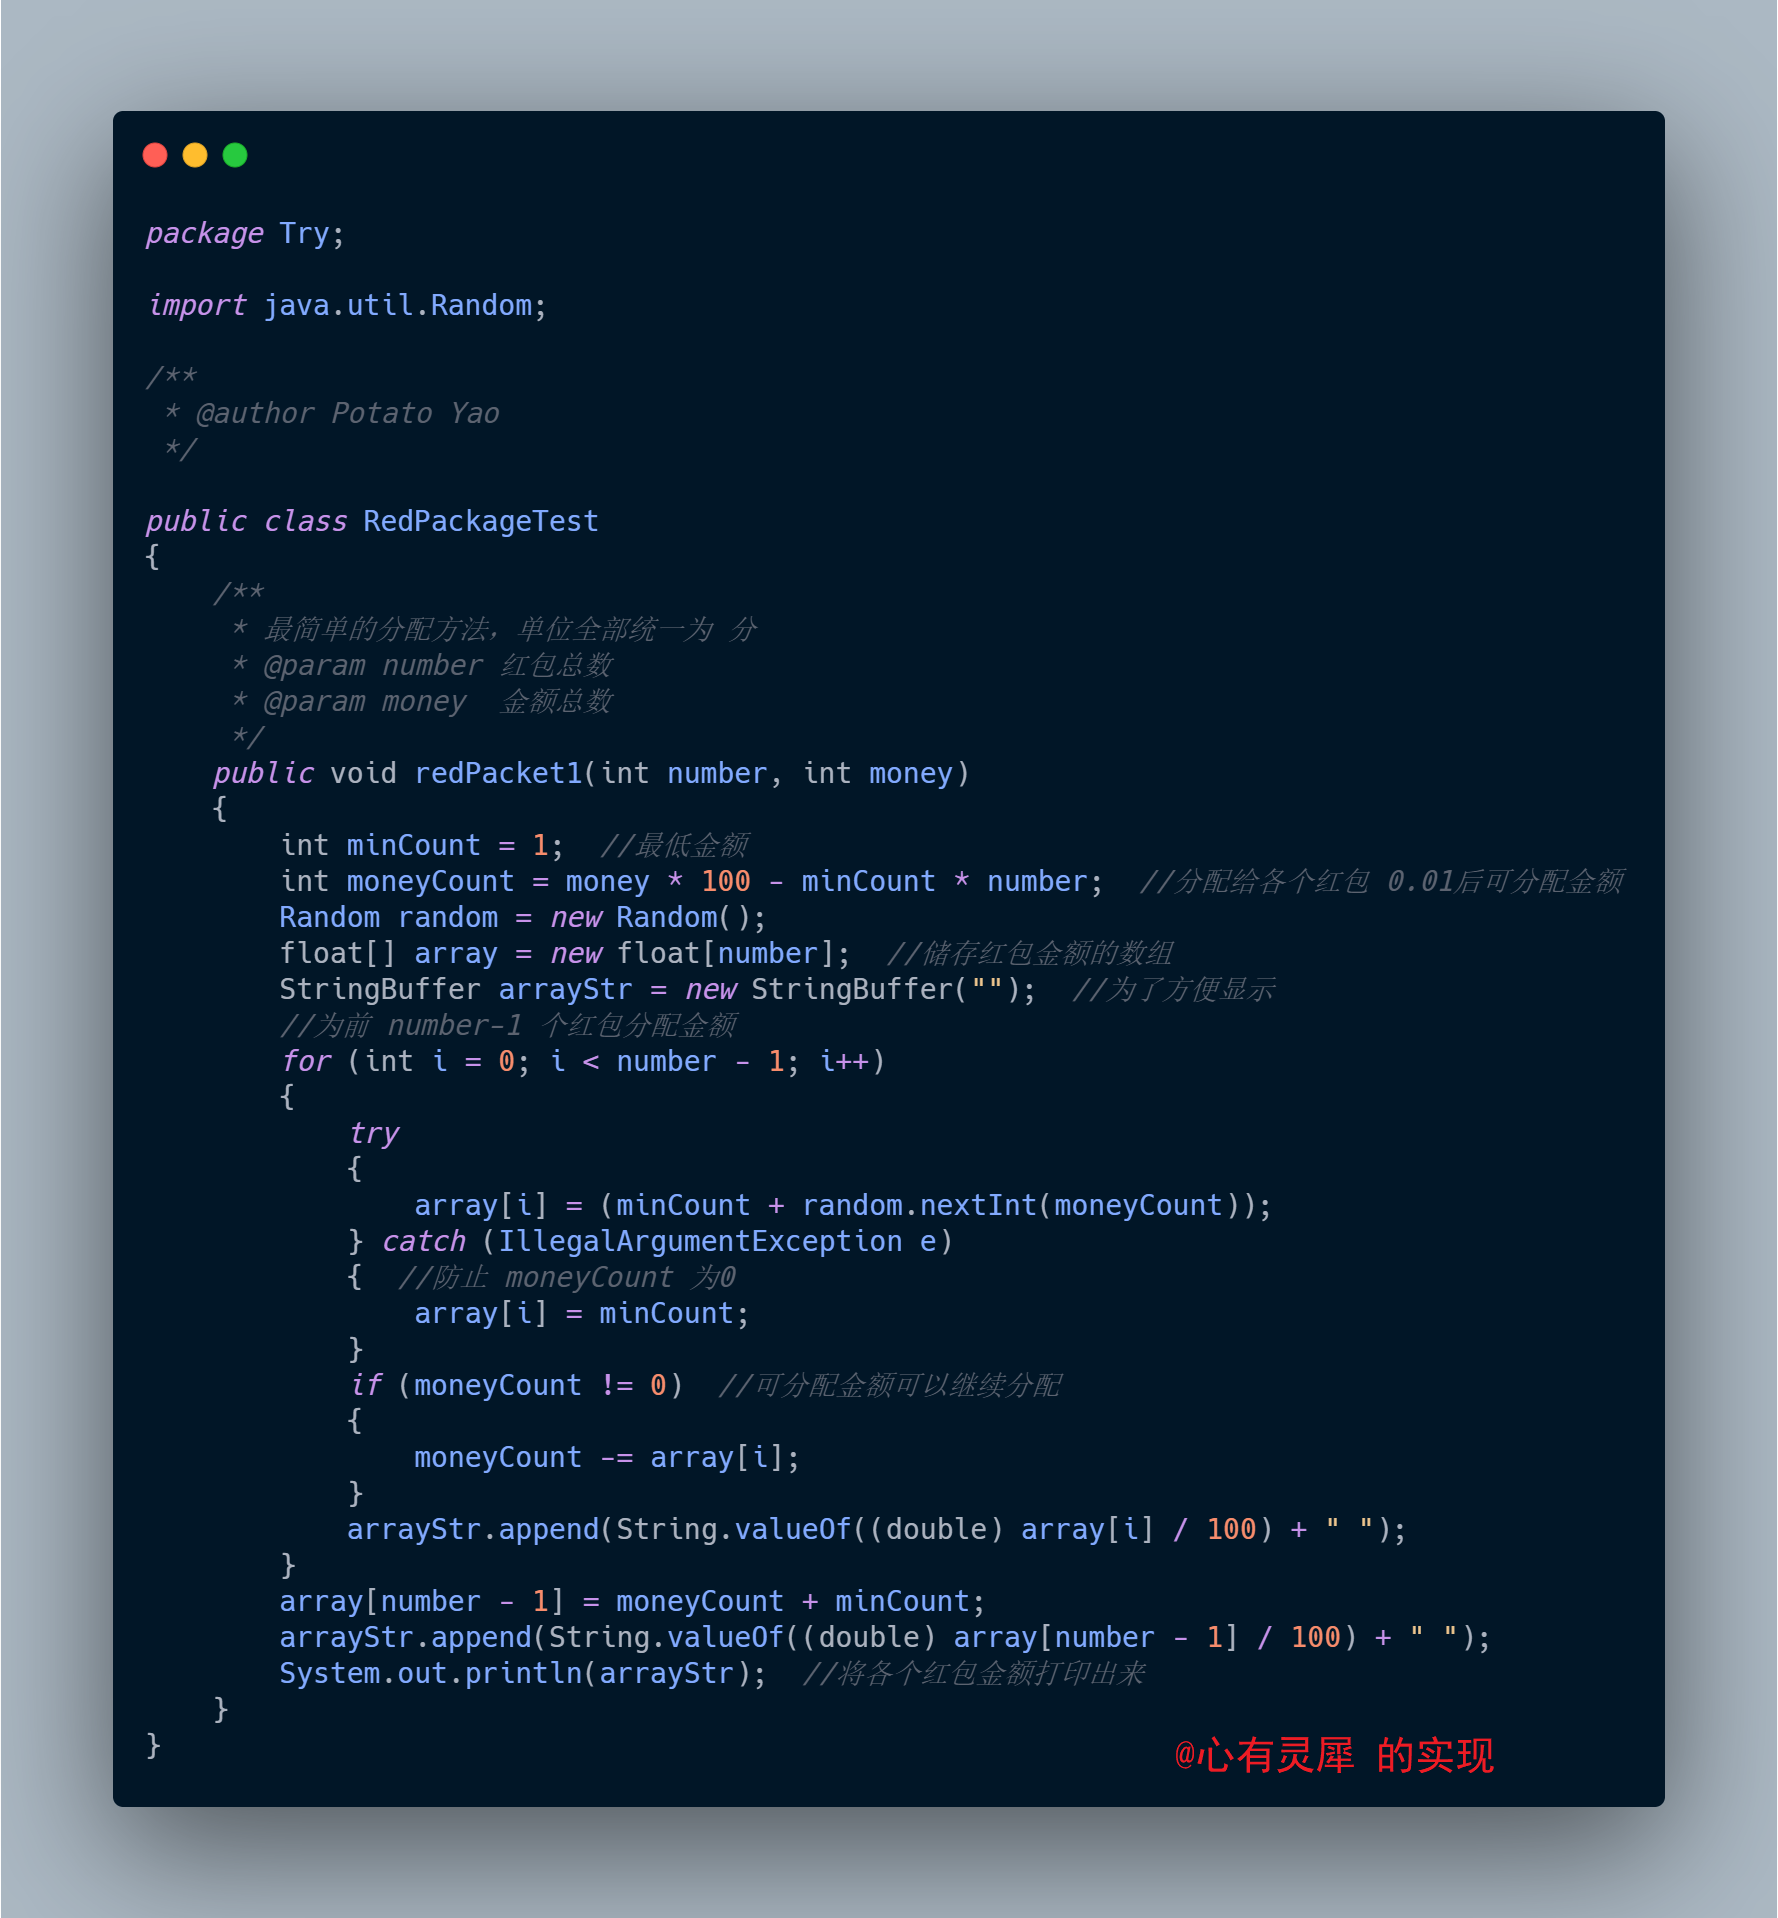 package Try;
import java.util.Random;
/**
 * @author Potato Yao
 */
public class RedPackageTest
{
    /**
     * 最简单的分配方法，单位全部统一为 分
     * @param number 红包总数
     * @param money  金额总数
     */
    public void redPacket1(int number, int money)
    {
        int minCount = 1;  //最低金额
        int moneyCount = money * 100 - minCount * number;  //分配给各个红包 0.01后可分配金额
        Random random = new Random();
        float[] array = new float[number];  //储存红包金额的数组
        StringBuffer arrayStr = new StringBuffer("");  //为了方便显示
        //为前 number-1 个红包分配金额
        for (int i = 0; i < number - 1; i++)
        {
            try
            {
                array[i] = (minCount + random.nextInt(moneyCount));
            } catch (IllegalArgumentException e)
            {  //防止 moneyCount 为0
                array[i] = minCount;
            }
            if (moneyCount != 0)  //可分配金额可以继续分配
            {
                moneyCount -= array[i];
            }
            arrayStr.append(String.valueOf((double) array[i] / 100) + " ");
        }
        array[number - 1] = moneyCount + minCount;
        arrayStr.append(String.valueOf((double) array[number - 1] / 100) + " ");
        System.out.println(arrayStr);  //将各个红包金额打印出来
    }
}
@心有灵犀 的实现